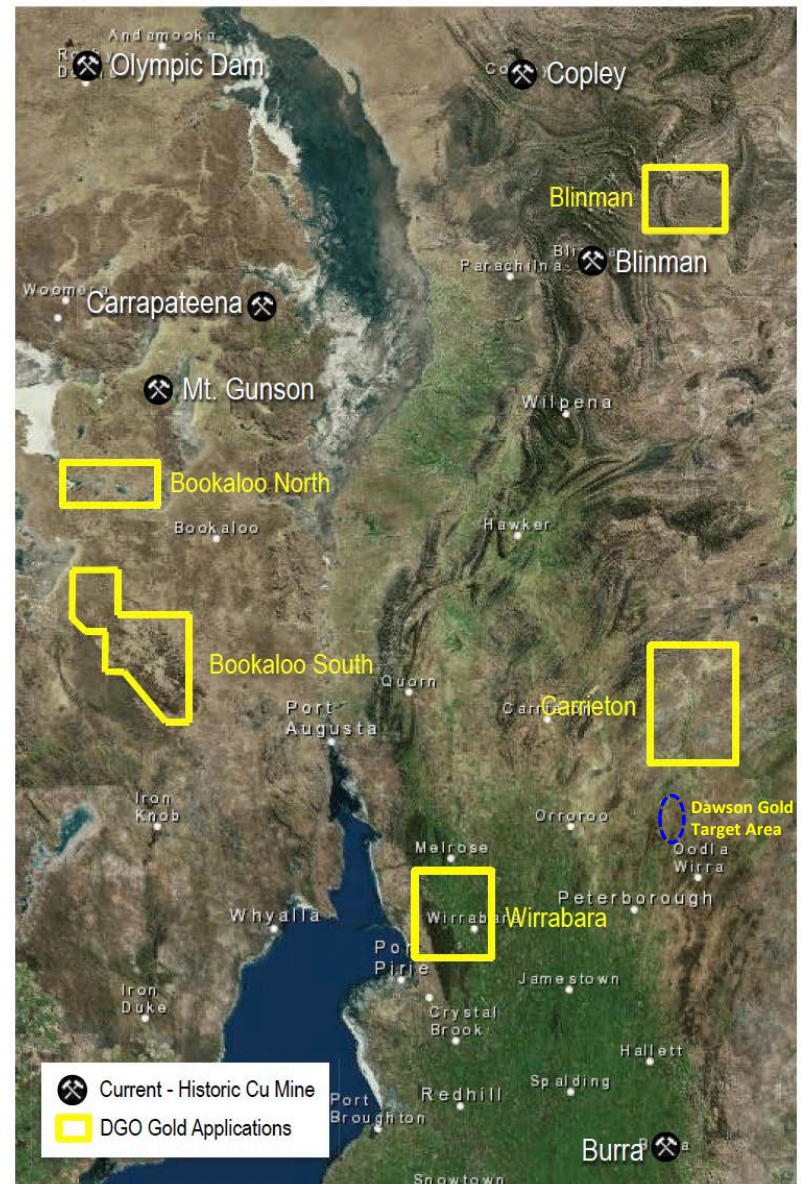 Andamooka
Olympic Dam
Copley
Blinman
Blinman
Parachilna
Woomera
Carrapateena
Mt. Gunson
Wilpena
Bookaloo North
Bookaloo
Hawker
Bookaloo South
Quorn
Carrieton
Port
Augusta
Iron
Knob
Orroroo
Dawson Gold
Target Area
Melrose
Oodla
Wirra
Peterborough
Whyalla
Wirrabara
Port
Pirie
Jamestown
Iron
Duke
Crystal
Brook
Hallett
Current - Historic Cu Mine
DGO Gold Applications
Port
Broughton
Redhill
Spalding
Burra
Snowtown